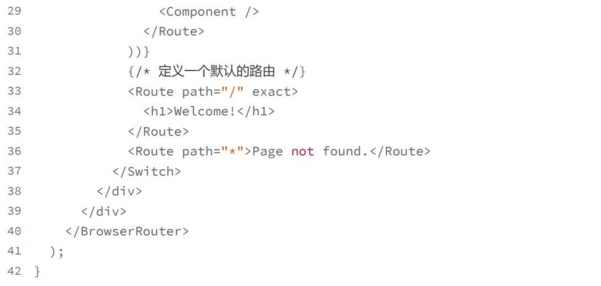 29 <Component />
30 </Route>
31 ))}
32 {/* 定义一个默认的路由 */}
33 <Route path="/" exact>
34 <h1>Welcome!</h1>
35 </Route>
36 <Route path="*">Page not found.</Route>
37 </Switch>
38 </div>
39 </div>
40 </BrowserRouter>
41 );
42 }